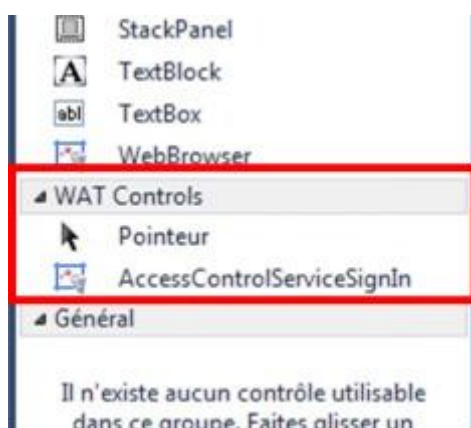 StackPanel
A TextBlock
abl TextBox
WebBrowser
WAT Controls
Pointeur
AccessControlServiceSignIn
Général
Il n'existe aucun contrôle utilisable
dans ce groupe. Faites glisser un